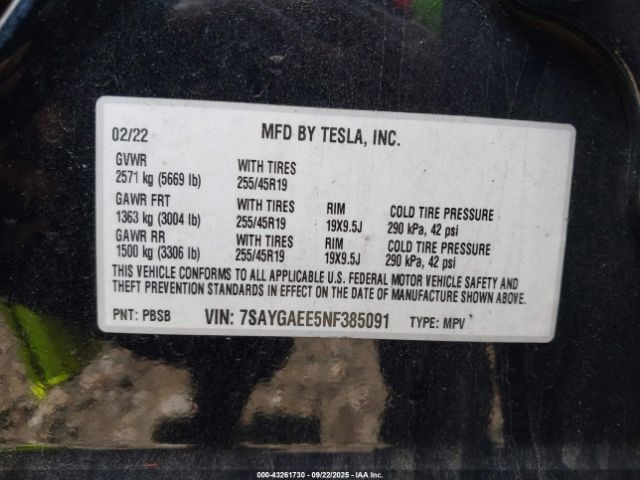 02/22 MFD BY TESLA, INC.
GVWR WITH TIRES
2571 kg (5669 lb) 255/45R19
GAWR FRT WITH TIRES RIM COLD TIRE PRESSURE
1363 kg (3004 lb) 255/45R19 19X9.5J 290 kPa, 42 psi
GAWR RR WITH TIRES RIM COLD TIRE PRESSURE
1500 kg (3306 lb) 255/45R19 19X9.5J 290 kPa, 42 psi
THIS VEHICLE CONFORMS TO ALL APPLICABLE U.S. FEDERAL MOTOR VEHICLE SAFETY AND
THEFT PREVENTION STANDARDS IN EFFECT ON THE DATE OF MANUFACTURE SHOWN ABOVE.
PNT: PBSB VIN: 7SAYGAEE5NF385091 TYPE: MPV
000-43261730 - 09/22/2025 - IAA Inc.